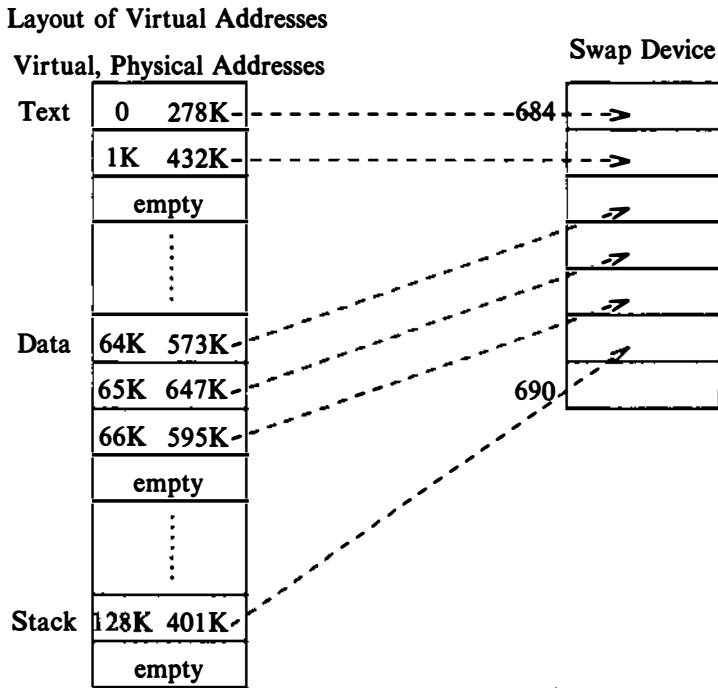 Layout of Virtual Addresses
Swap Device
Virtual, Physical Addresses
Text 0 278K 684
1K 432K
empty
Data 64K 573K
65K 647K 690
66K 595K
empty
Stack 128K 401K
empty